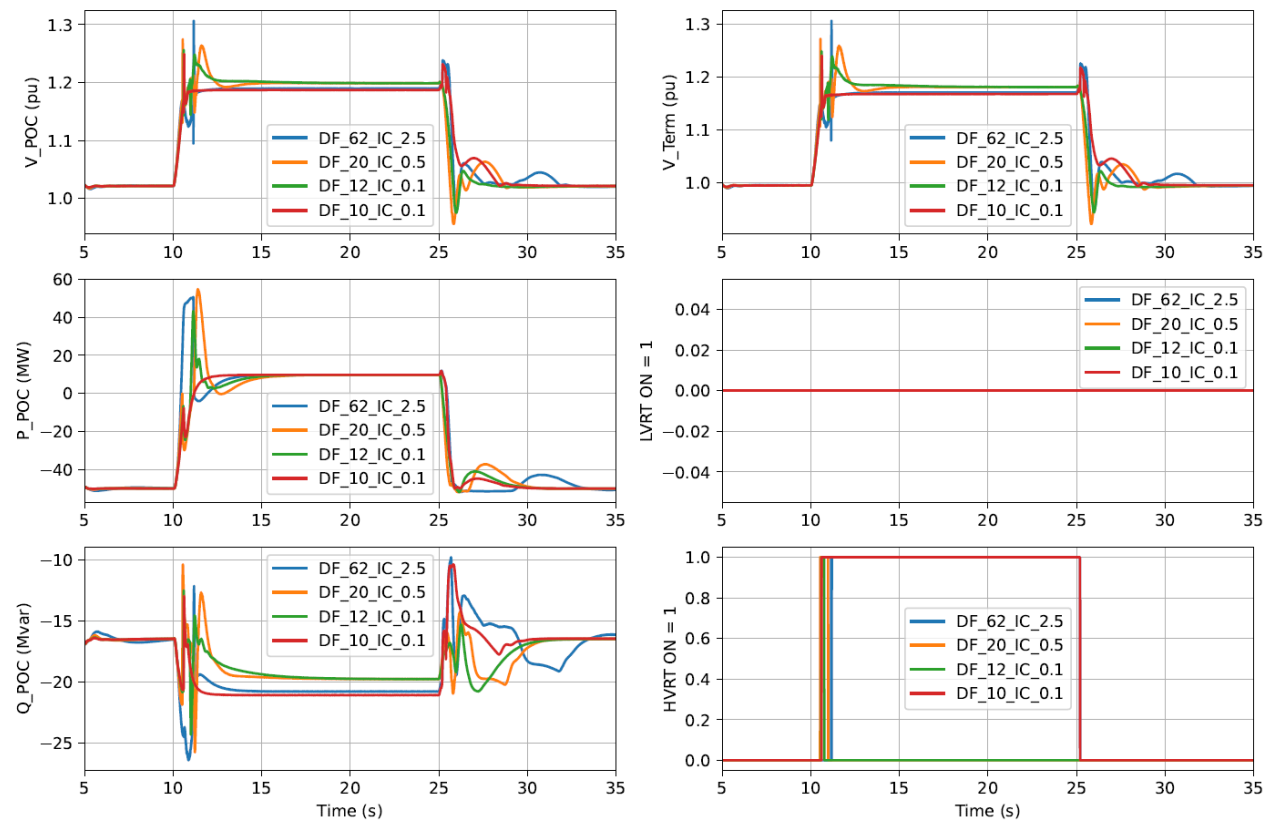 V_POC (pu)
1.3
1.2
1.1
1.0
DF_62_IC_2.5
DF_20_IC_0.5
DF_12_IC_0.1
DF_10_IC_0.1
5 10 15 20 25 30 35
V_Term (pu)
1.3
1.2
1.1
1.0
DF_62_IC_2.5
DF_20_IC_0.5
DF_12_IC_0.1
DF_10_IC_0.1
5 10 15 20 25 30 35
P_POC (MW)
60
40
20
0
−20
−40
DF_62_IC_2.5
DF_20_IC_0.5
DF_12_IC_0.1
DF_10_IC_0.1
5 10 15 20 25 30 35
LVRT ON = 1
0.04
0.02
0.00
−0.02
−0.04
DF_62_IC_2.5
DF_20_IC_0.5
DF_12_IC_0.1
DF_10_IC_0.1
5 10 15 20 25 30 35
Q_POC (Mvar)
−10
−15
−20
−25
DF_62_IC_2.5
DF_20_IC_0.5
DF_12_IC_0.1
DF_10_IC_0.1
5 10 15 20 25 30 35
Time (s)
HVRT ON = 1
1.0
0.8
0.6
0.4
0.2
0.0
DF_62_IC_2.5
DF_20_IC_0.5
DF_12_IC_0.1
DF_10_IC_0.1
5 10 15 20 25 30 35
Time (s)